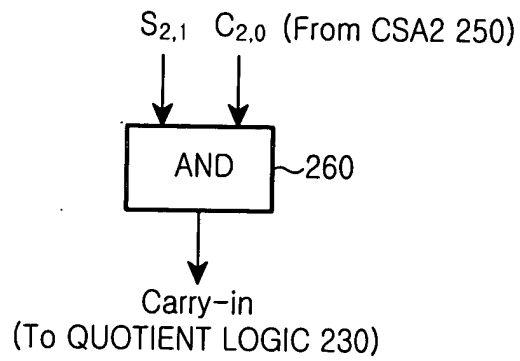 S2,1 C2,0 (From CSA2 250)
AND
260
Carry-in
(To QUOTIENT LOGIC 230)